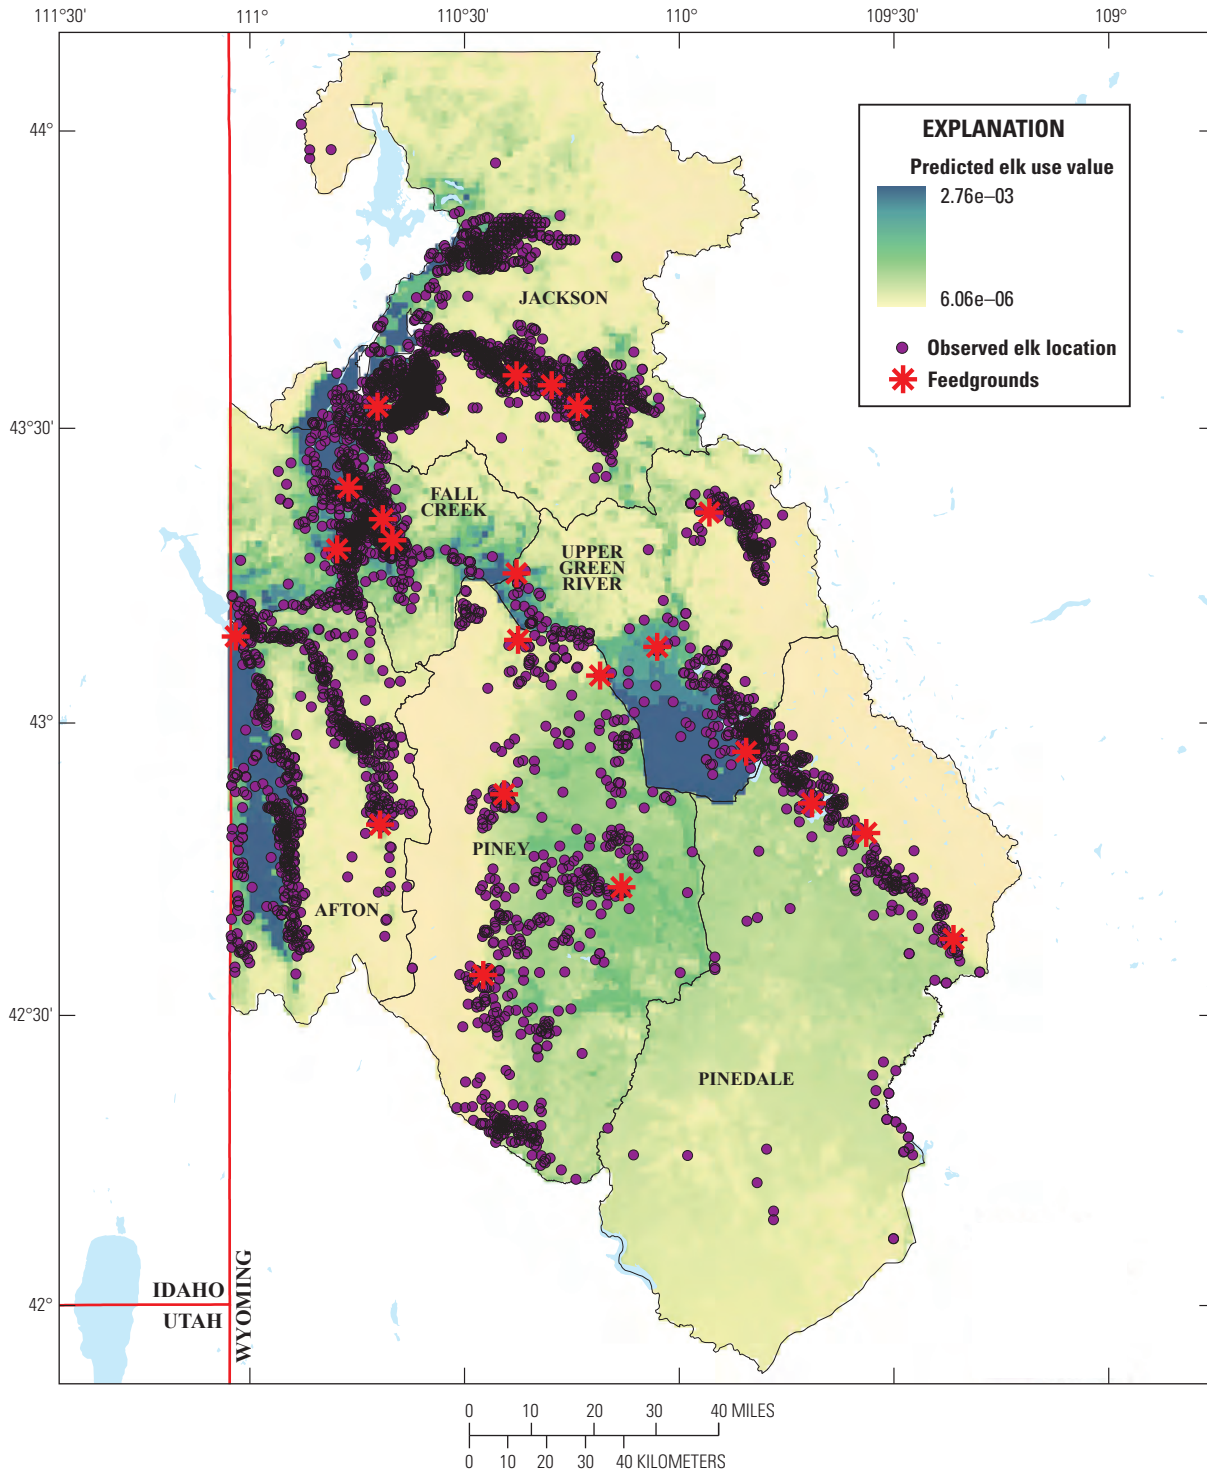 111°30' 111° 110°30' 110° 109°30' 109°
44°
43°30'
43°
42°30'
42°
EXPLANATION
Predicted elk use value
2.76e–03
6.06e–06
Observed elk location
Feedgrounds
JACKSON
FALL
CREEK
UPPER
GREEN
RIVER
PINEY
AFTON
PINEDALE
IDAHO
UTAH
WYOMING
0 10 20 30 40 MILES
0 10 20 30 40 KILOMETERS